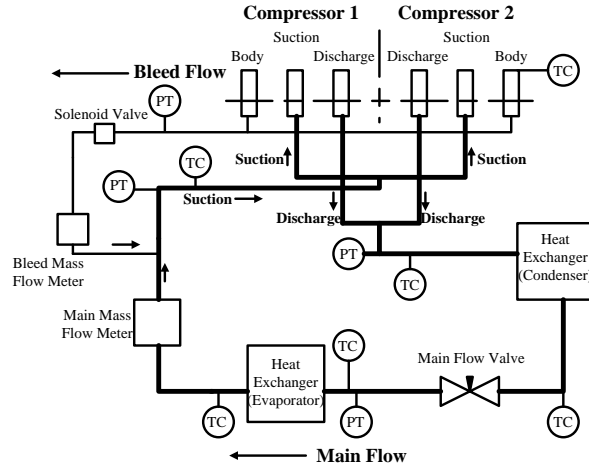 Compressor 1
Compressor 2
Suction
Suction
Body
Discharge
Discharge
Body
Bleed Flow
TC
PT
Solenoid Valve
TC
Suction
Suction
PT
Suction
Discharge
Discharge
Bleed Mass
Flow Meter
PT
TC
Heat
Exchanger
(Condenser)
Main Mass
Flow Meter
Heat
Exchanger
(Evaporator)
TC
Main Flow Valve
TC
PT
TC
Main Flow